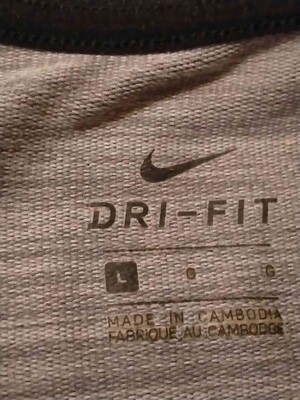 DRI-FIT
L G G
MADE IN CAMBODIA
FABRIQUÉ AU CAMBODGE